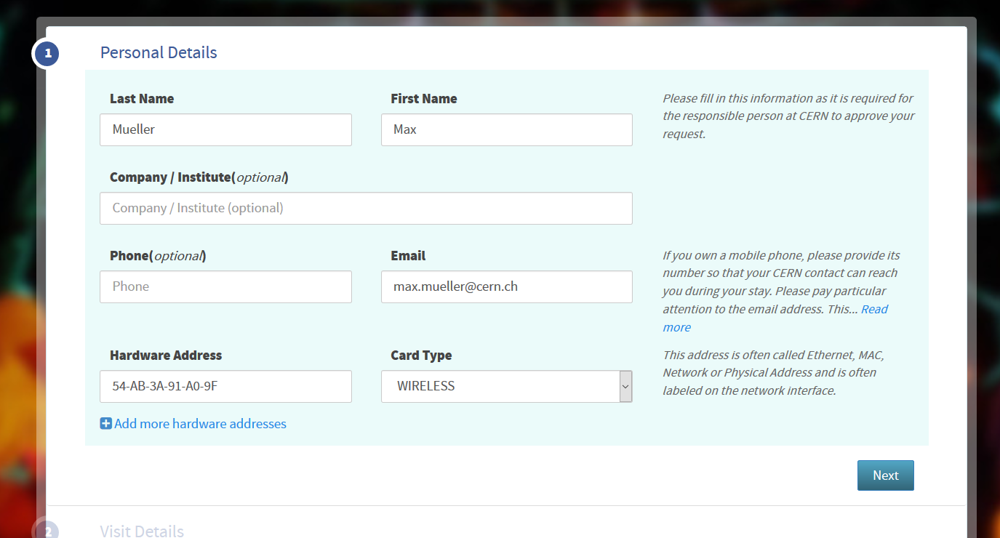 1
Personal Details
Last Name
First Name
Please fill in this information as it is required for
the responsible person at CERN to approve your
request.
Mueller
Max
Company / Institute(optional)
Company / Institute (optional)
Phone(optional)
Email
If you own a mobile phone, please provide its
number so that your CERN contact can reach
you during your stay. Please pay particular
attention to the email address. This... Read
more
Phone
max.mueller@cern.ch
Hardware Address
Card Type
This address is often called Ethernet, MAC,
Network or Physical Address and is often
labeled on the network interface.
54-AB-3A-91-A0-9F
WIRELESS
Add more hardware addresses
Next
2
Visit Details